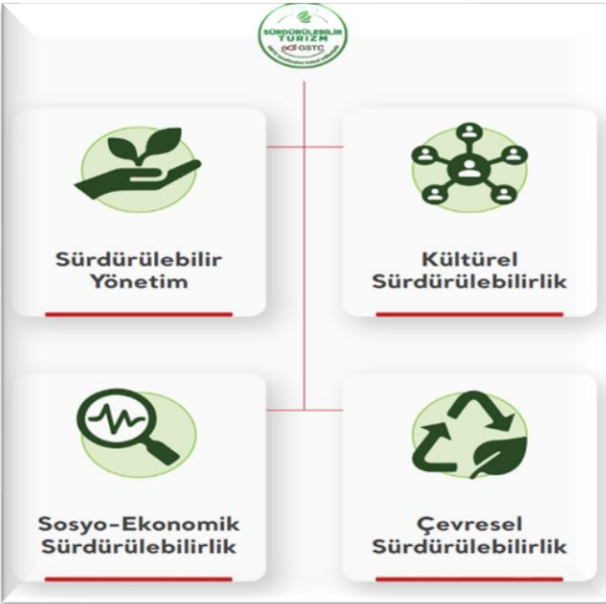 SÜRDÜRÜLEBİLİR
TURİZM
GSTC
Sürdürülebilir
Yönetim
Kültürel
Sürdürülebilirlik
Sosyo-Ekonomik
Sürdürülebilirlik
Çevresel
Sürdürülebilirlik